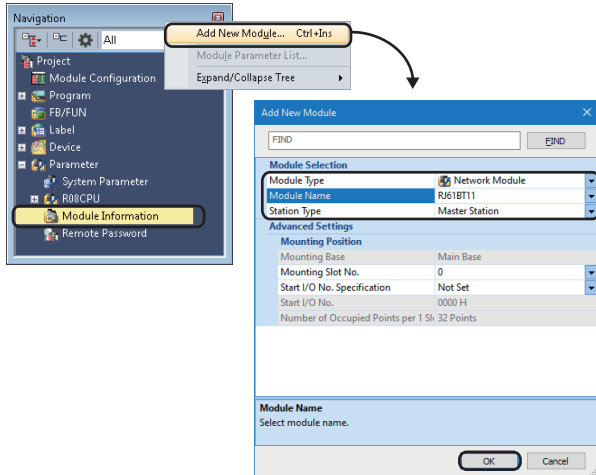 Navigation
All
Project
Module Configuration
Program
FB/FUN
Label
Device
Parameter
System Parameter
R08CPU
Module Information
Remote Password
Add New Module... Ctrl+Ins
Module Parameter List...
Expand/Collapse Tree
Add New Module
FIND FIND
Module Selection
Module Type Network Module
Module Name RJ61BT11
Station Type Master Station
Advanced Settings
Mounting Position
Mounting Base Main Base
Mounting Slot No. 0
Start I/O No. Specification Not Set
Start I/O No. 0000 H
Number of Occupied Points per 1 Sl 32 Points
Module Name
Select module name.
OK Cancel